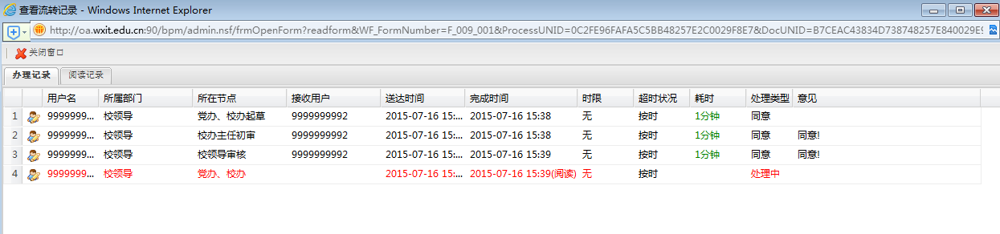 查看流转记录 - Windows Internet Explorer
http://oa.wxit.edu.cn:90/bpm/admin.nsf/frmOpenForm?readform&WF_FormNumber=F_009_001&ProcessUNID=0C2FE96FAFA5C5BB48257E2C0029F8E7&DocUNID=B7CEAC43834D738748257E840029E9
关闭窗口
办理记录 阅读记录
用户名 所属部门 所在节点 接收用户 送达时间 完成时间 时限 超时状况 耗时 处理类型 意见
1 9999999... 校领导 党办、校办起草 9999999992 2015-07-16 15:... 2015-07-16 15:38 无 按时 1分钟 同意
2 9999999... 校领导 校办主任初审 9999999992 2015-07-16 15:... 2015-07-16 15:38 无 按时 1分钟 同意 同意!
3 9999999... 校领导 校领导审核 9999999992 2015-07-16 15:... 2015-07-16 15:39 无 按时 1分钟 同意 同意!
4 9999999... 校领导 党办、校办 2015-07-16 15:... 2015-07-16 15:39(阅读) 无 按时 处理中